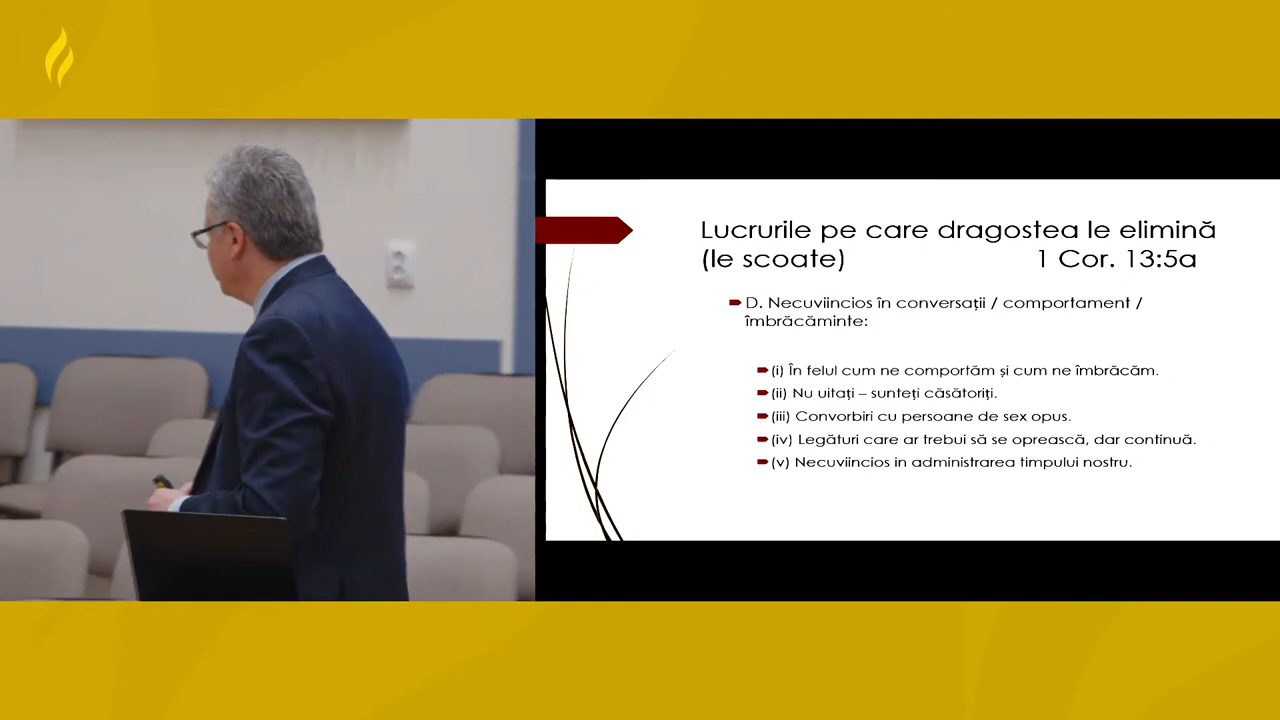 Lucrurile pe care dragostea le elimină
(le scoate) 1 Cor. 13:5a
D. Necuviincios în conversații / comportament /
îmbrăcăminte:
(i) În felul cum ne comportăm și cum ne îmbrăcăm.
(ii) Nu uitați – sunteți căsătoriți.
(iii) Convorbiri cu persoane de sex opus.
(iv) Legături care ar trebui să se oprească, dar continuă.
(v) Necuviincios in administrarea timpului nostru.